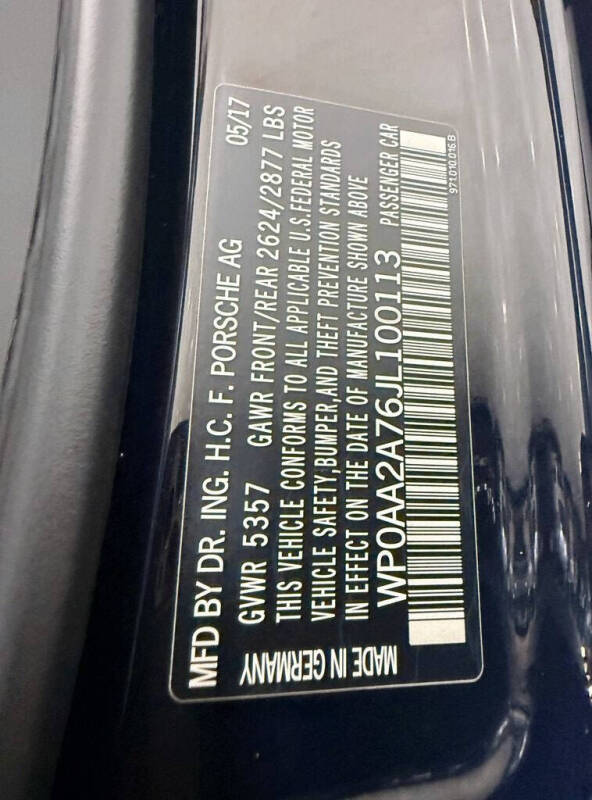 MFD BY DR. ING. H.C. F. PORSCHE AG 05/17
GVWR 5357 GAWR FRONT/REAR 2624/2877 LBS
THIS VEHICLE CONFORMS TO ALL APPLICABLE U.S.FEDERAL MOTOR
VEHICLE SAFETY,BUMPER,AND THEFT PREVENTION STANDARDS
IN EFFECT ON THE DATE OF MANUFACTURE SHOWN ABOVE
WP0AA2A76JL100113 PASSENGER CAR
971.010.016.B
MADE IN GERMANY